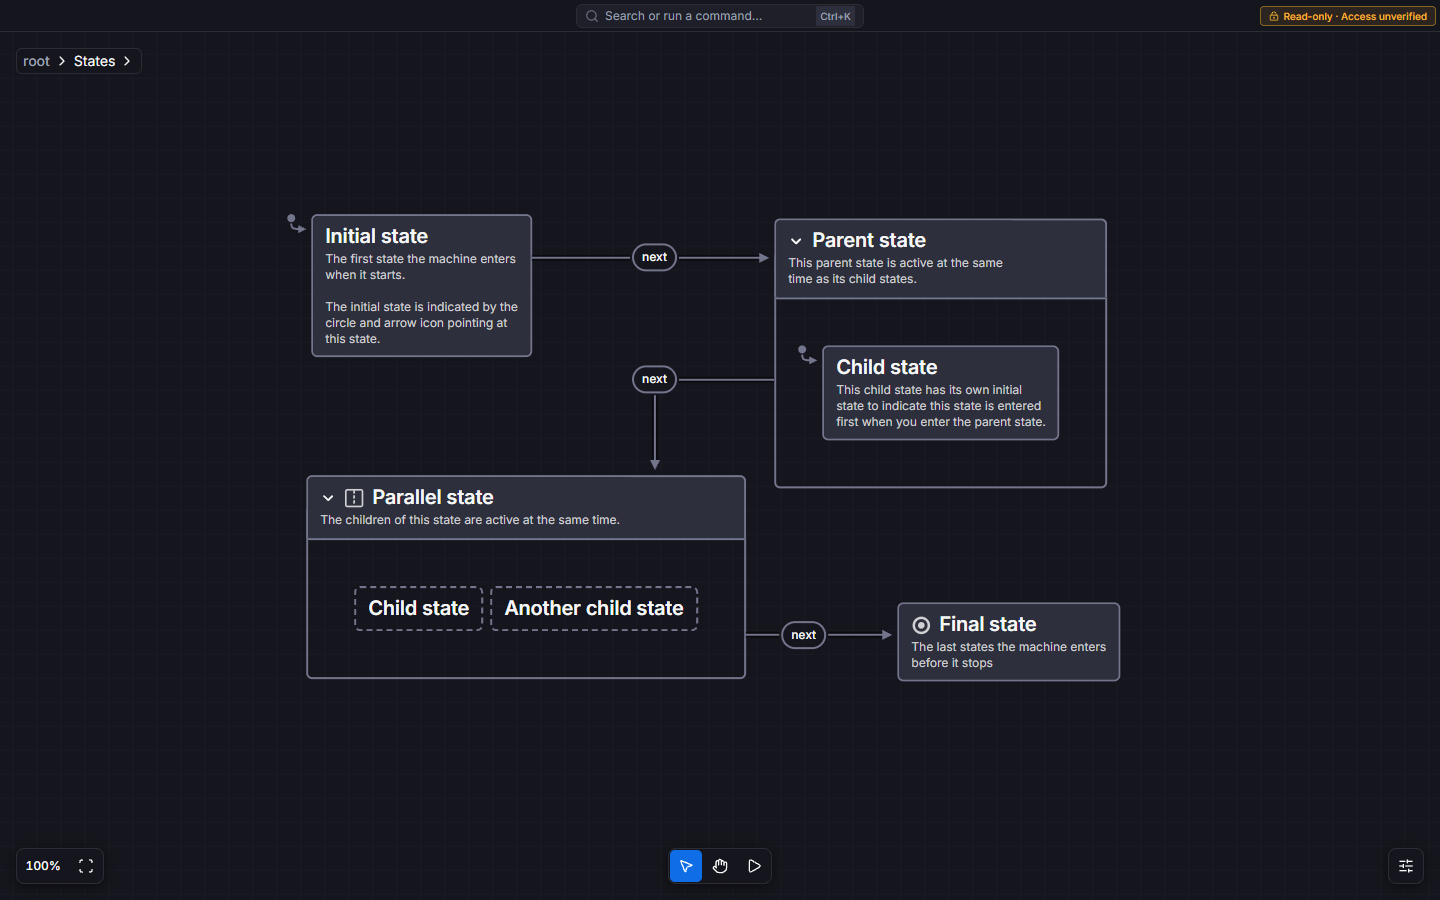 Search or run a command...
Ctrl+K
Read-only · Access unverified
root
States
Initial state
The first state the machine enters
when it starts.
The initial state is indicated by the
circle and arrow icon pointing at
this state.
next
Parent state
This parent state is active at the same
time as its child states.
Child state
This child state has its own initial
state to indicate this state is entered
first when you enter the parent state.
next
Parallel state
The children of this state are active at the same time.
Child state
Another child state
next
Final state
The last states the machine enters
before it stops
100%